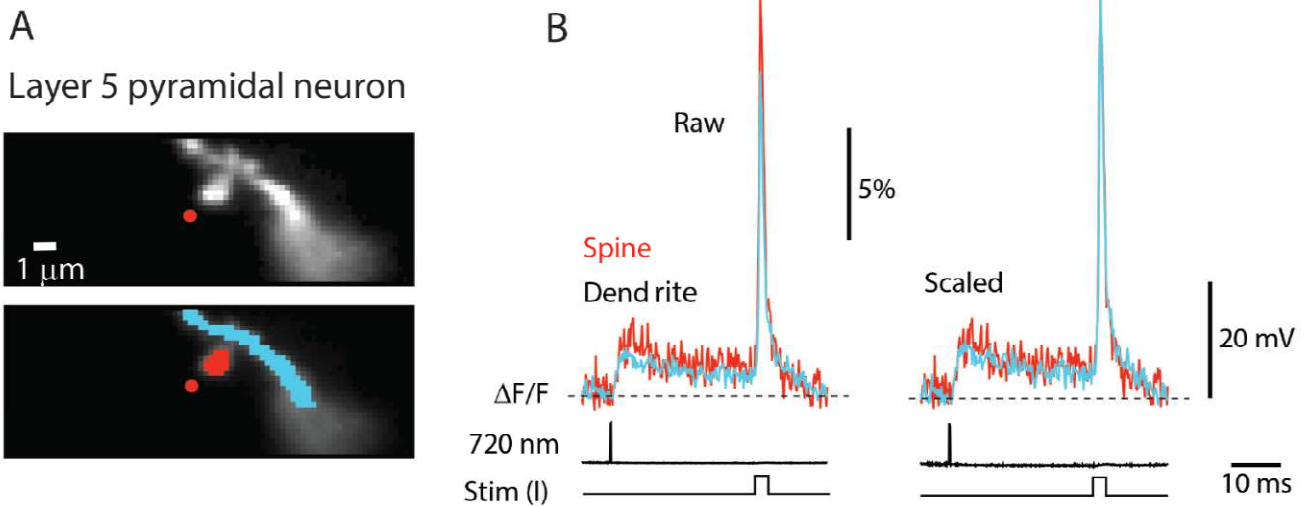 A
B
Layer 5 pyramidal neuron
1 μm
Raw
5%
Spine
Dend rite
Scaled
20 mV
ΔF/F
720 nm
Stim (I)
10 ms